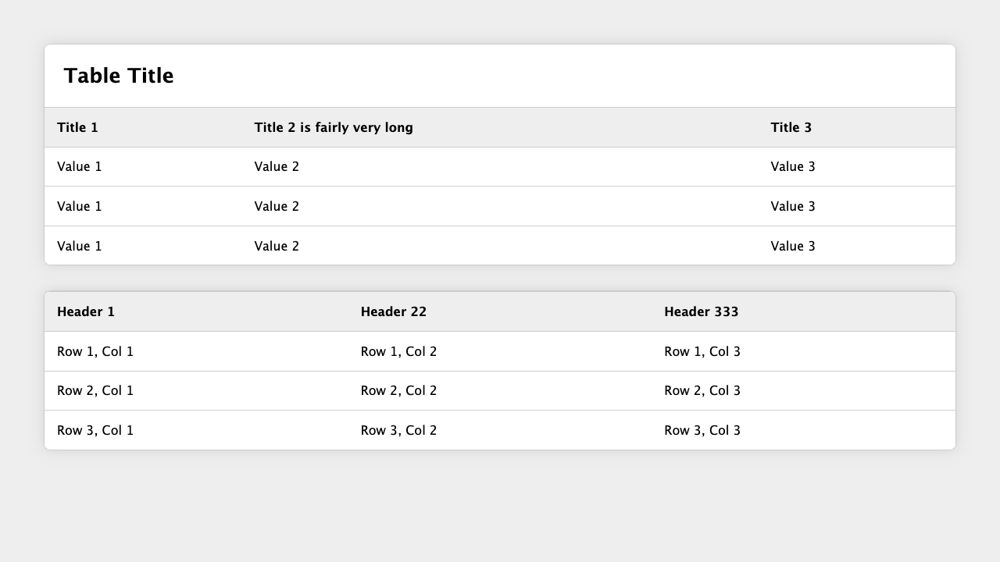 Table Title
Title 1 Title 2 is fairly very long Title 3
Value 1 Value 2 Value 3
Value 1 Value 2 Value 3
Value 1 Value 2 Value 3
Header 1 Header 22 Header 333
Row 1, Col 1 Row 1, Col 2 Row 1, Col 3
Row 2, Col 1 Row 2, Col 2 Row 2, Col 3
Row 3, Col 1 Row 3, Col 2 Row 3, Col 3